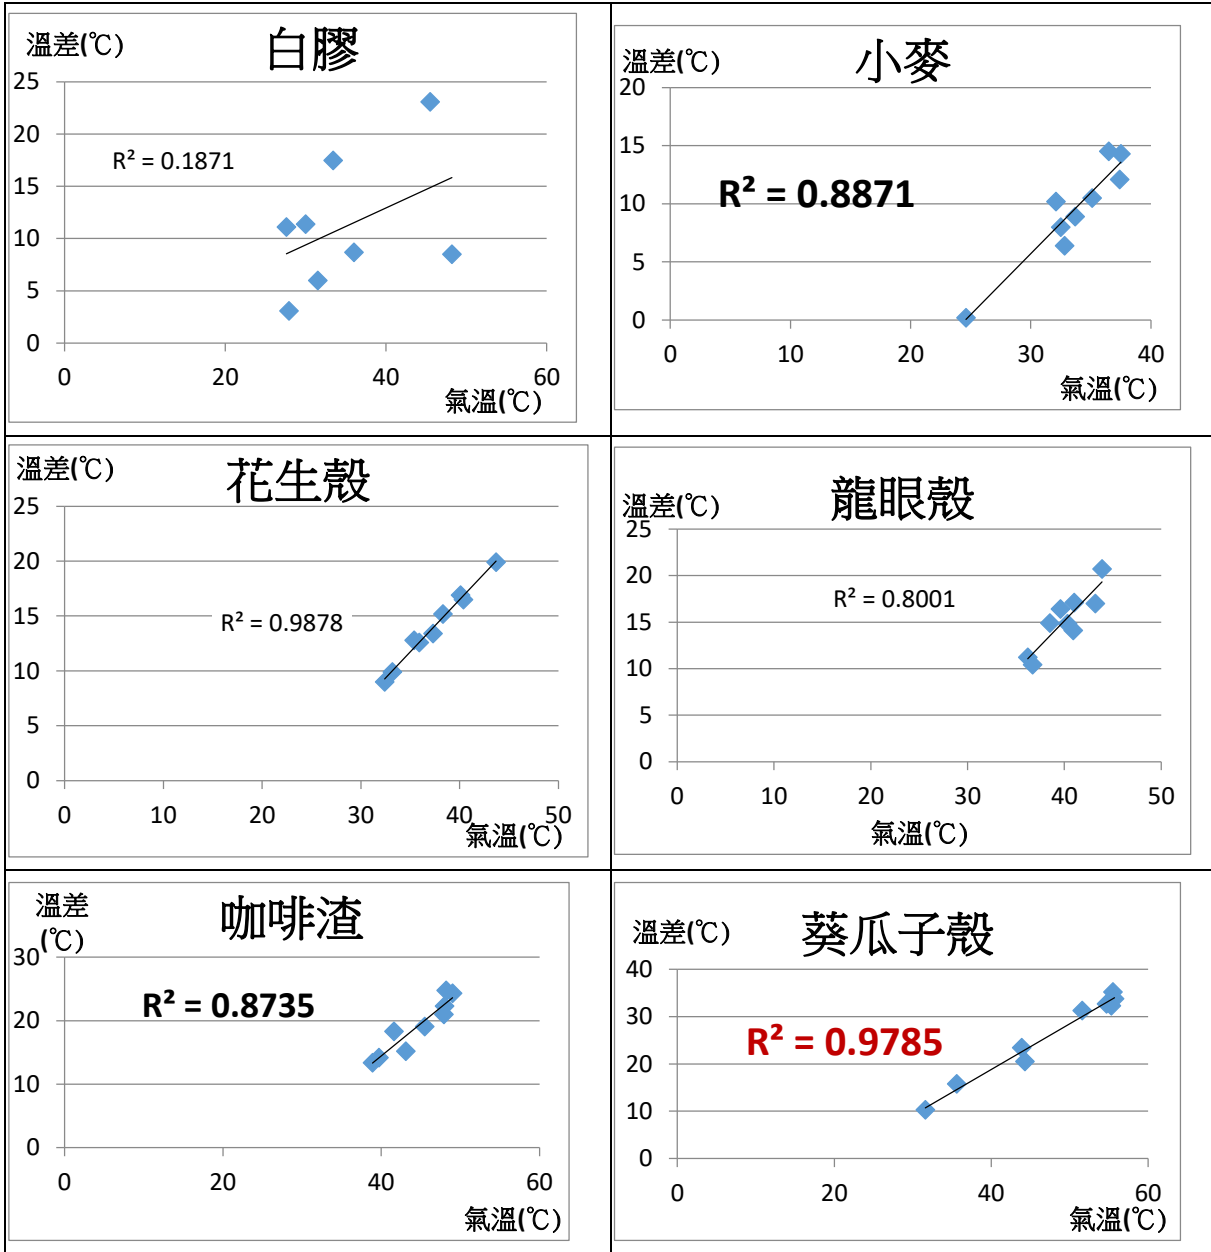 白膠
溫差(℃)
25
20
15
10
5
0
R² = 0.1871
0 20 40 60
氣溫(℃)
小麥
溫差(℃)
20
15
10
5
0
R² = 0.8871
0 10 20 30 40
氣溫(℃)
花生殼
溫差(℃)
25
20
15
10
5
0
R² = 0.9878
0 10 20 30 40 50
氣溫(℃)
龍眼殼
溫差(℃)
25
20
15
10
5
0
R² = 0.8001
0 10 20 30 40 50
氣溫(℃)
咖啡渣
溫差
(℃)
30
20
10
0
R² = 0.8735
0 20 40 60
氣溫(℃)
葵瓜子殼
溫差(℃)
40
30
20
10
0
R² = 0.9785
0 20 40 60
氣溫(℃)